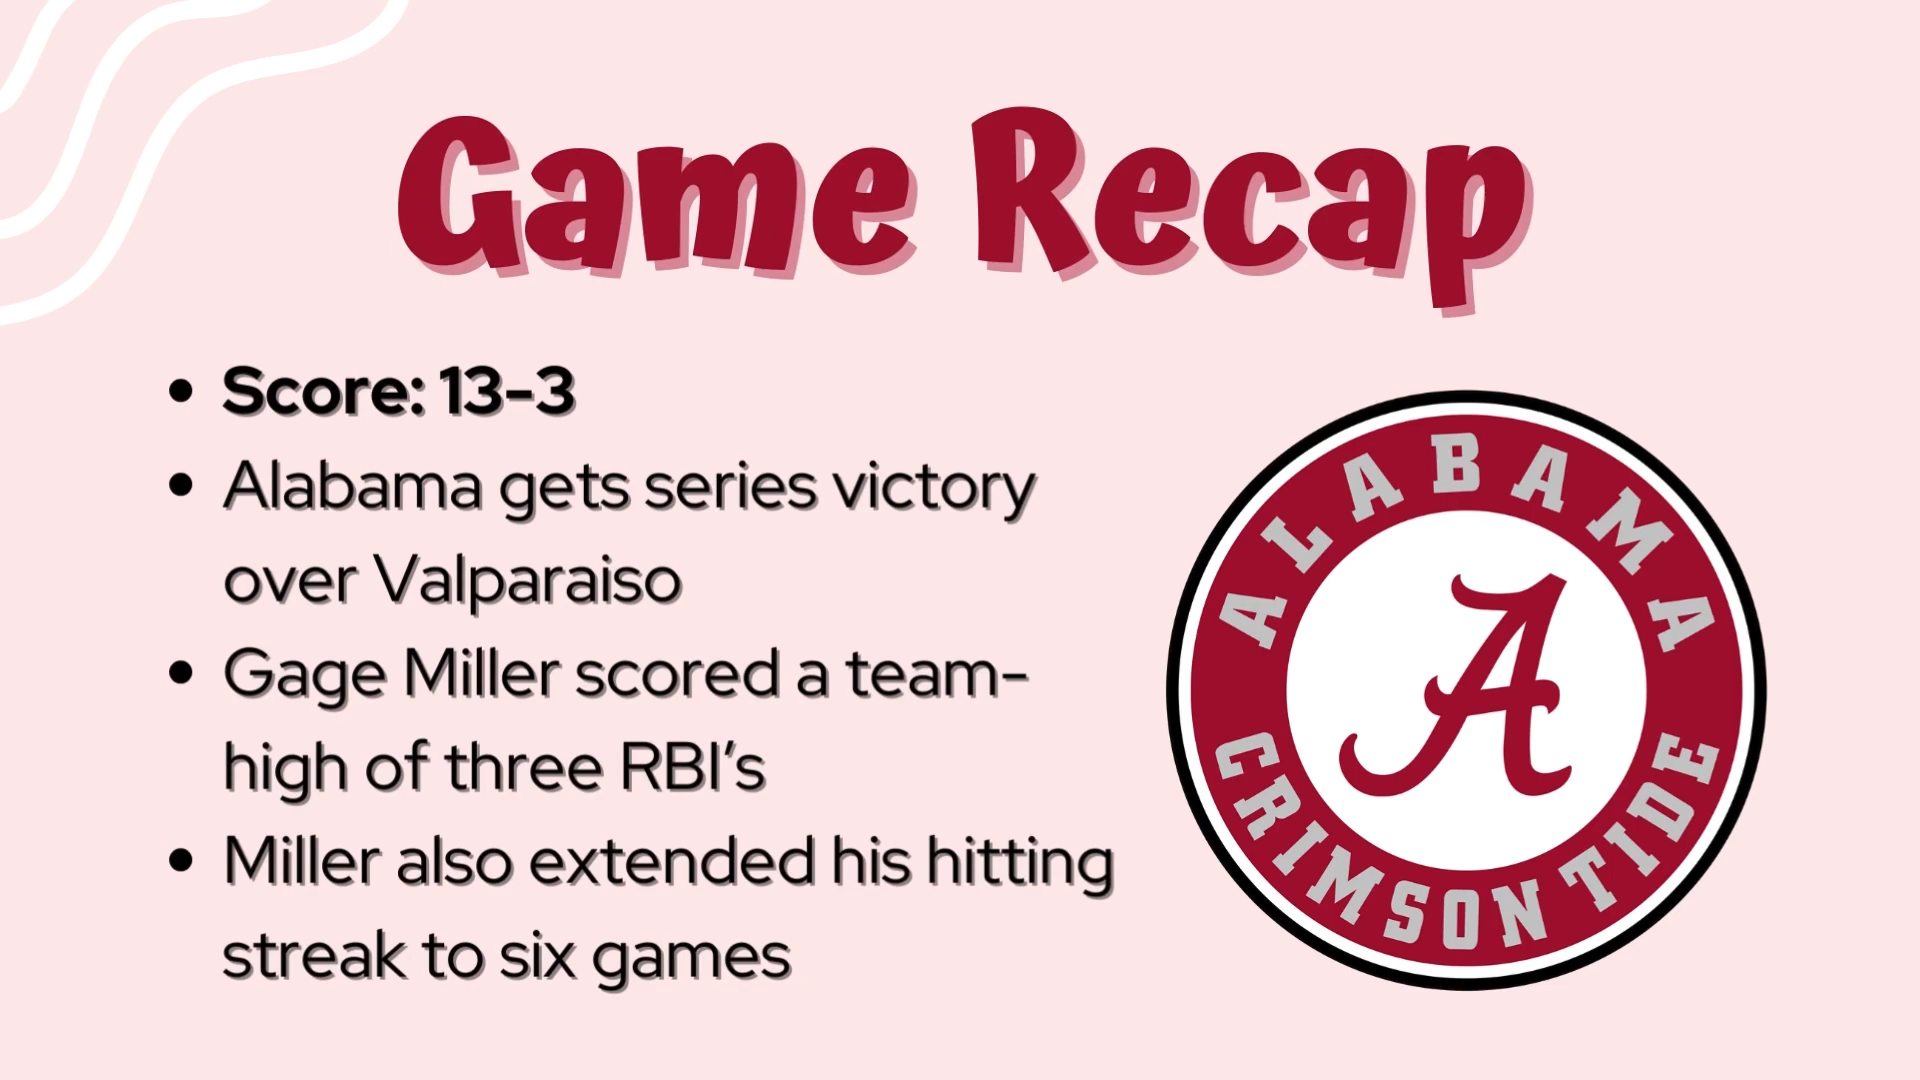 Game Recap
• Score: 13-3
• Alabama gets series victory
over Valparaiso
• Gage Miller scored a team-
high of three RBI’s
• Miller also extended his hitting
streak to six games
ALABAMA
A
CRIMSON TIDE